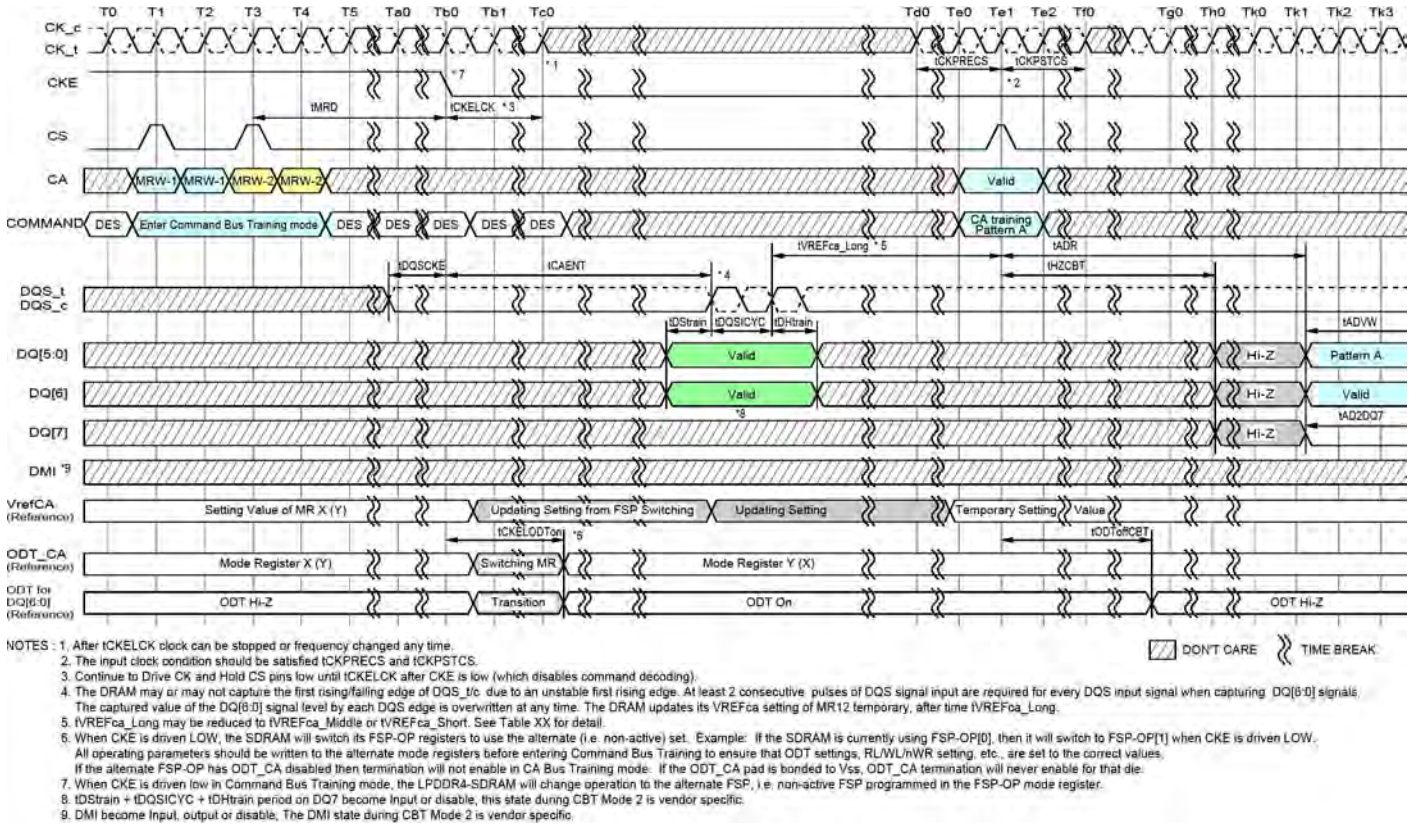 T0 T1 T2 T3 T4 T5 Ta0 Tb0 Tb1 Tc0 Td0 Te0 Te1 Te2 Tf0 Tg0 Th0 Tk0 Th0 Tk1 Tk2 Tk3
CK_c
CK_t
*1
tCKPRECS tCKPSTCS
CKE
*7
*2
tMRD tCKELCK *3
CS
CA
MRW-1 MRW-1 MRW-2 MRW-2 Valid
COMMAND
DES Enter Command Bus Training mode DES DES DES DES DES CA training
Pattern A
tVREFca_Long *5 tADR
tDQSCKE tCAENT *4 tHZCBT
DQS_t
DQS_c
tDStrain tDQSICYC tDHtrain tADVW
DQ[5:0] Valid Hi-Z Pattern A
DQ[6] Valid Hi-Z Valid
*8 tAD2DQ7
DQ[7] Hi-Z
DMI *9
VrefCA
(Reference)
Setting Value of MR X (Y) Updating Setting from FSP Switching Updating Setting Temporary Setting Value
tCKELODTon *6 tODToffCBT
ODT_CA
(Reference)
Mode Register X (Y) Switching MR Mode Register Y (X)
ODT for
DQ[6:0]
(Reference)
ODT Hi-Z Transition ODT On ODT Hi-Z
DON'T CARE TIME BREAK
NOTES : 1. After tCKELCK clock can be stopped or frequency changed any time.
2. The input clock condition should be satisfied tCKPRECS and tCKPSTCS.
3. Continue to Drive CK and Hold CS pins low until tCKELCK after CKE is low (which disables command decoding).
4. The DRAM may or may not capture the first rising/falling edge of DQS_t/c due to an unstable first rising edge. At least 2 consecutive pulses of DQS signal input are required for every DQS input signal when capturing DQ[6:0] signals.
The captured value of the DQ[6:0] signal level by each DQS edge is overwritten at any time. The DRAM updates its VREFca setting of MR12 temporary, after time tVREFca_Long.
5. tVREFca_Long may be reduced to tVREFca_Middle or tVREFca_Short. See Table XX for detail.
6. When CKE is driven LOW, the SDRAM will switch its FSP-OP registers to use the alternate (i.e. non-active) set. Example: If the SDRAM is currently using FSP-OP[0], then it will switch to FSP-OP[1] when CKE is driven LOW.
All operating parameters should be written to the alternate mode registers before entering Command Bus Training to ensure that ODT settings, RL/WL/nWR setting, etc., are set to the correct values.
If the alternate FSP-OP has ODT_CA disabled then termination will not enable in CA Bus Training mode. If the ODT_CA pad is bonded to Vss, ODT_CA termination will never enable for that die.
7. When CKE is driven low in Command Bus Training mode, the LPDDR4-SDRAM will change operation to the alternate FSP, i.e. non-active FSP programmed in the FSP-OP mode register.
8. tDStrain + tDQSICYC + tDHtrain period on DQ7 become Input or disable, this state during CBT Mode 2 is vendor specific.
9. DMI become Input, output or disable, The DMI state during CBT Mode 2 is vendor specific.